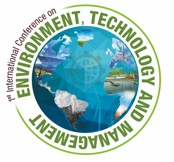 1st International Conference on
ENVIRONMENT, TECHNOLOGY AND MANAGEMENT